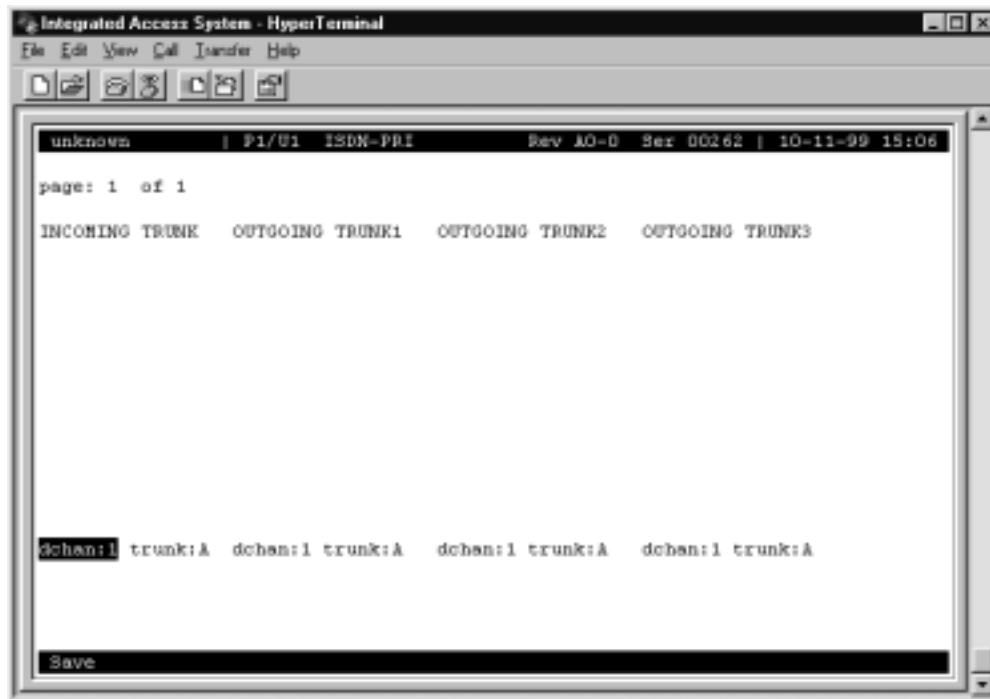 Integrated Access System - HyperTerminal
File Edit View Call Transfer Help
unknown | P1/U1 ISDN-PRI Rev A0-0 Ser 00262 | 10-11-99 15:06
page: 1 of 1
INCOMING TRUNK OUTGOING TRUNK1 OUTGOING TRUNK2 OUTGOING TRUNK3
dchan:1 trunk:A dchan:1 trunk:A dchan:1 trunk:A dchan:1 trunk:A
Save